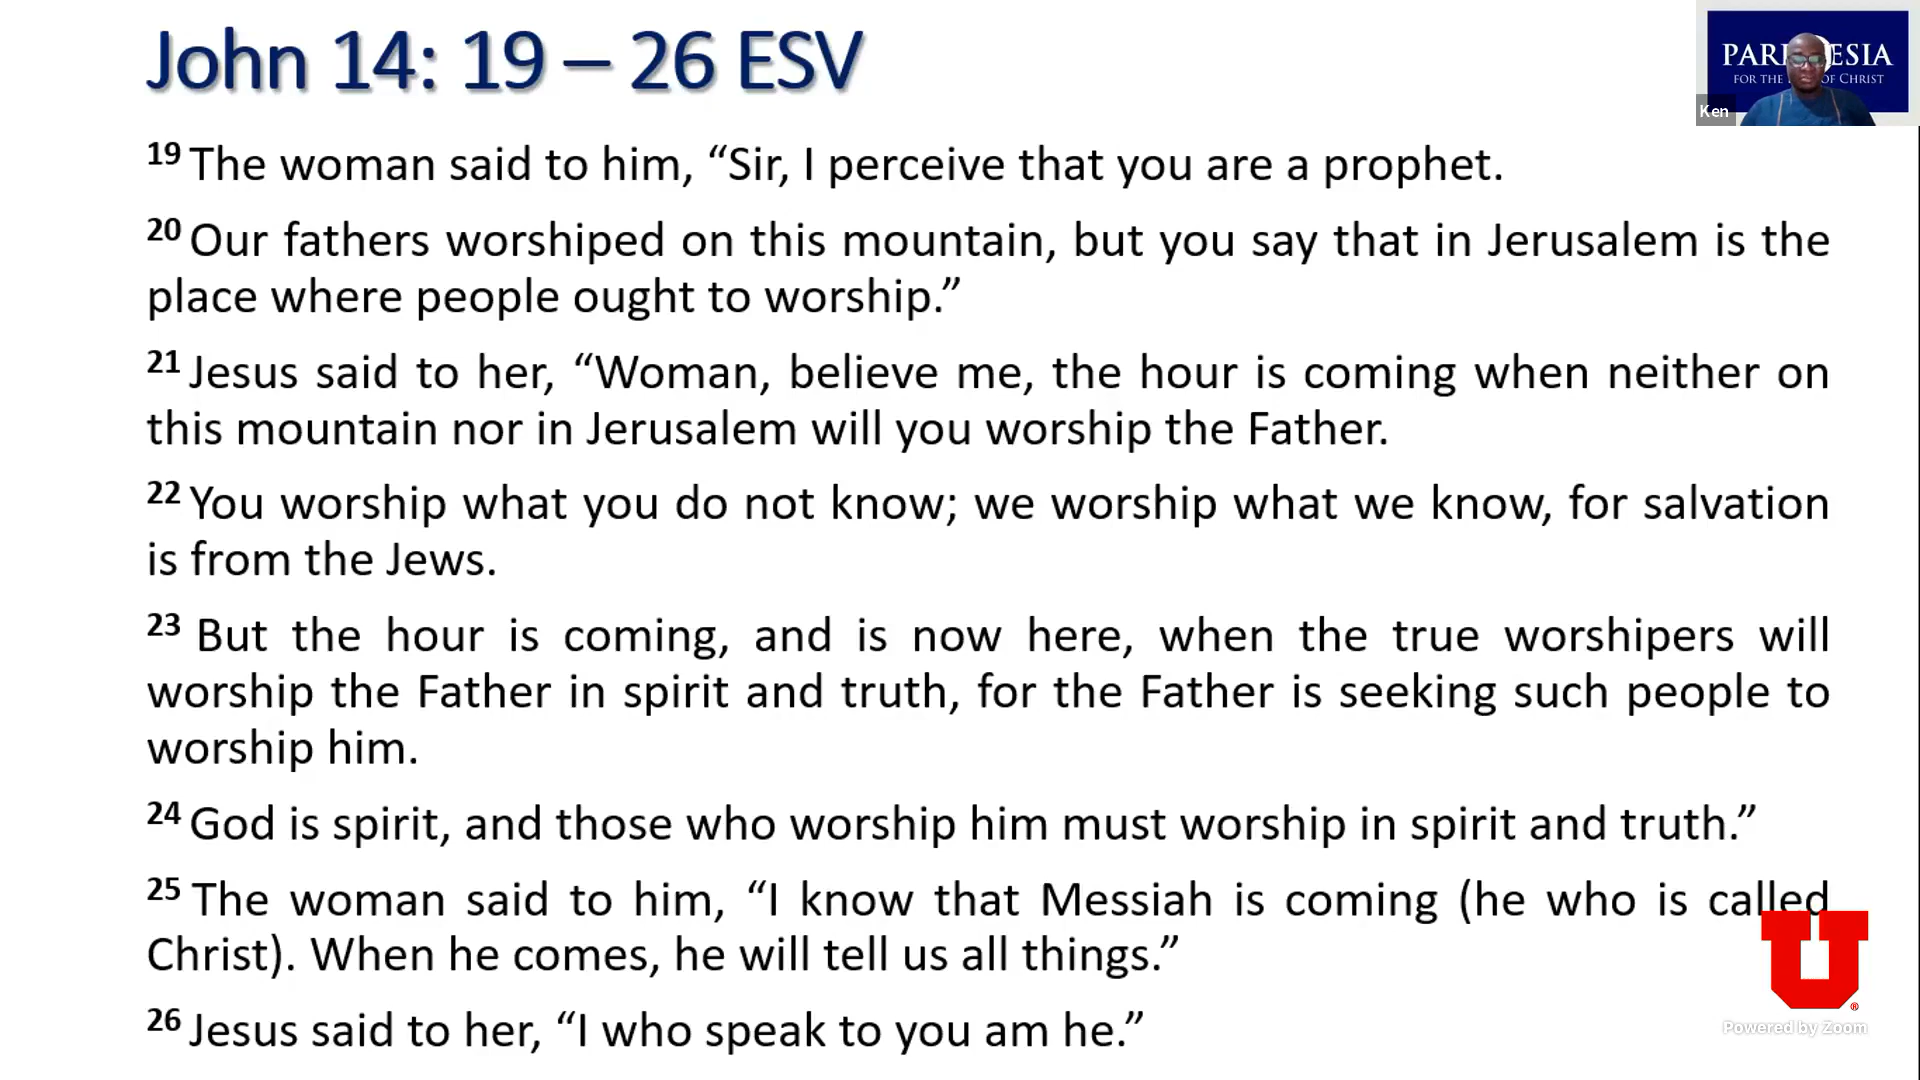 John 14: 19 – 26 ESV
19 The woman said to him, “Sir, I perceive that you are a prophet.
20 Our fathers worshiped on this mountain, but you say that in Jerusalem is the
place where people ought to worship.”
21 Jesus said to her, “Woman, believe me, the hour is coming when neither on
this mountain nor in Jerusalem will you worship the Father.
22 You worship what you do not know; we worship what we know, for salvation
is from the Jews.
23 But the hour is coming, and is now here, when the true worshipers will
worship the Father in spirit and truth, for the Father is seeking such people to
worship him.
24 God is spirit, and those who worship him must worship in spirit and truth.”
25 The woman said to him, “I know that Messiah is coming (he who is called
Christ). When he comes, he will tell us all things.”
26 Jesus said to her, “I who speak to you am he.”
FOR THE OF CHRIST
Ken
U ®
Powered by Zoom